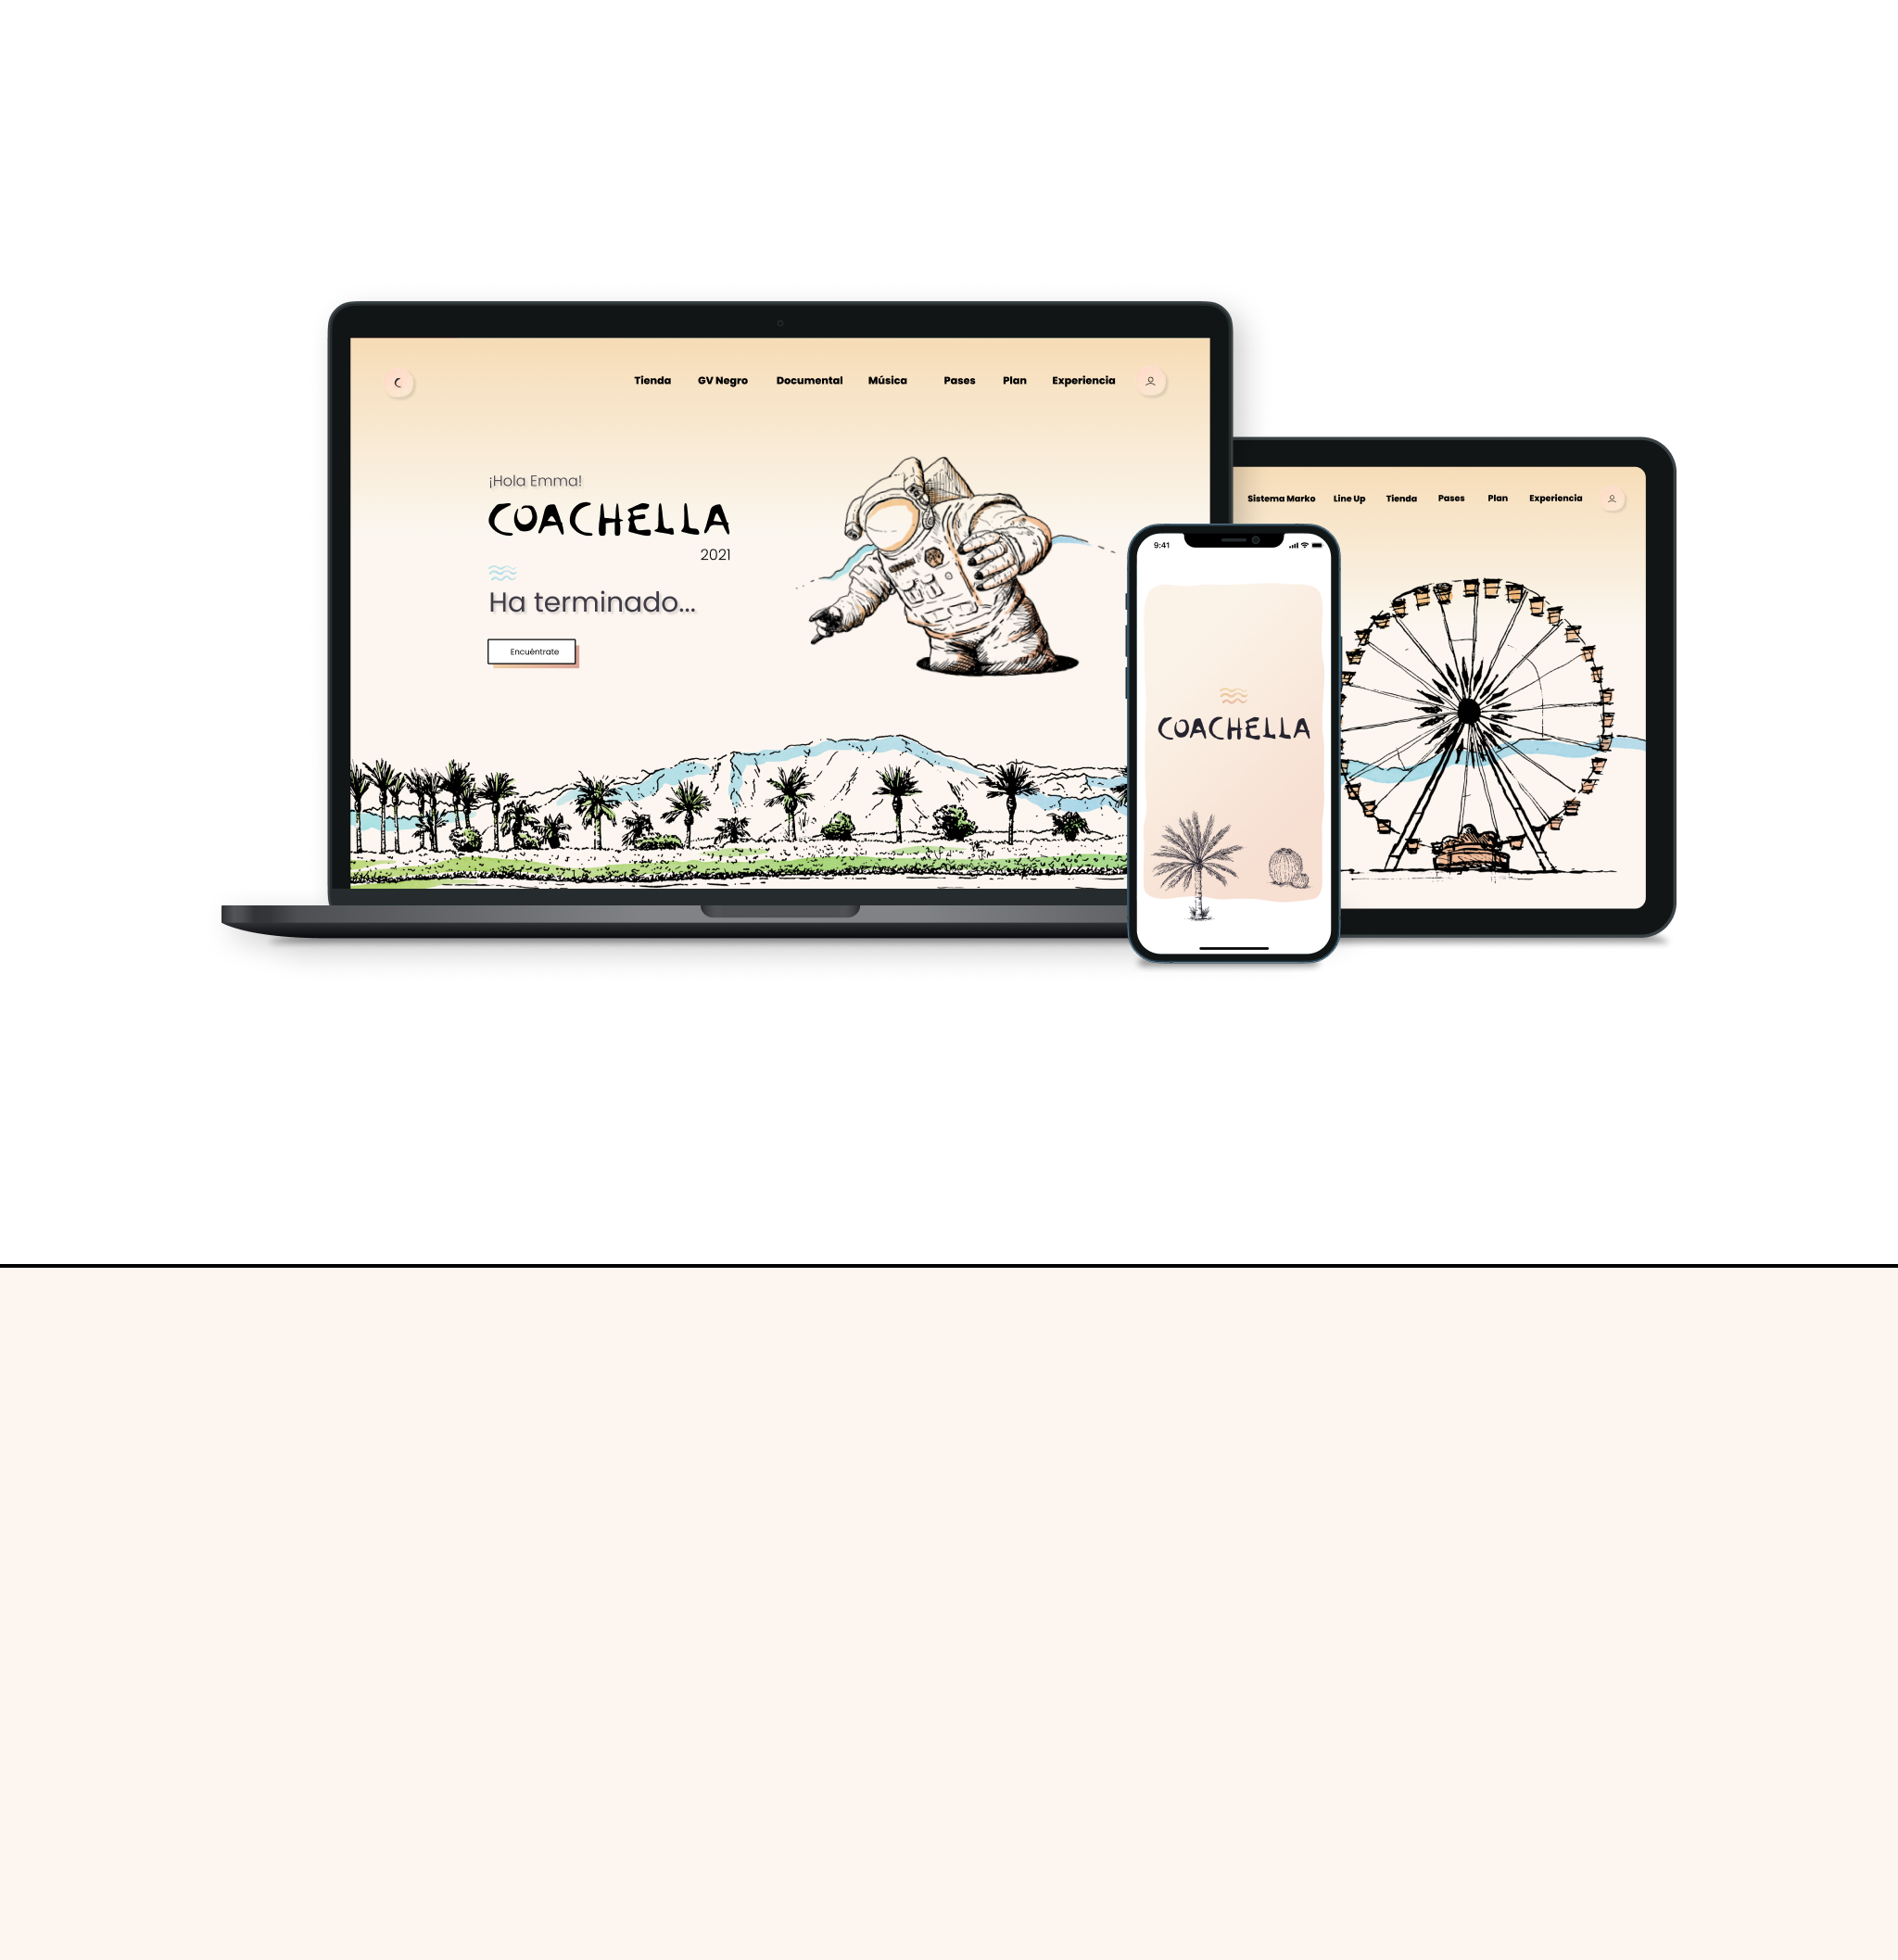 Tienda GV Negro Documental Música Pases Plan Experiencia
¡Hola Emma!
COACHELLA
2021
Ha terminado...
Encuéntrate
Sistema Marko Line Up Tienda Pases Plan Experiencia
9:41
COACHELLA